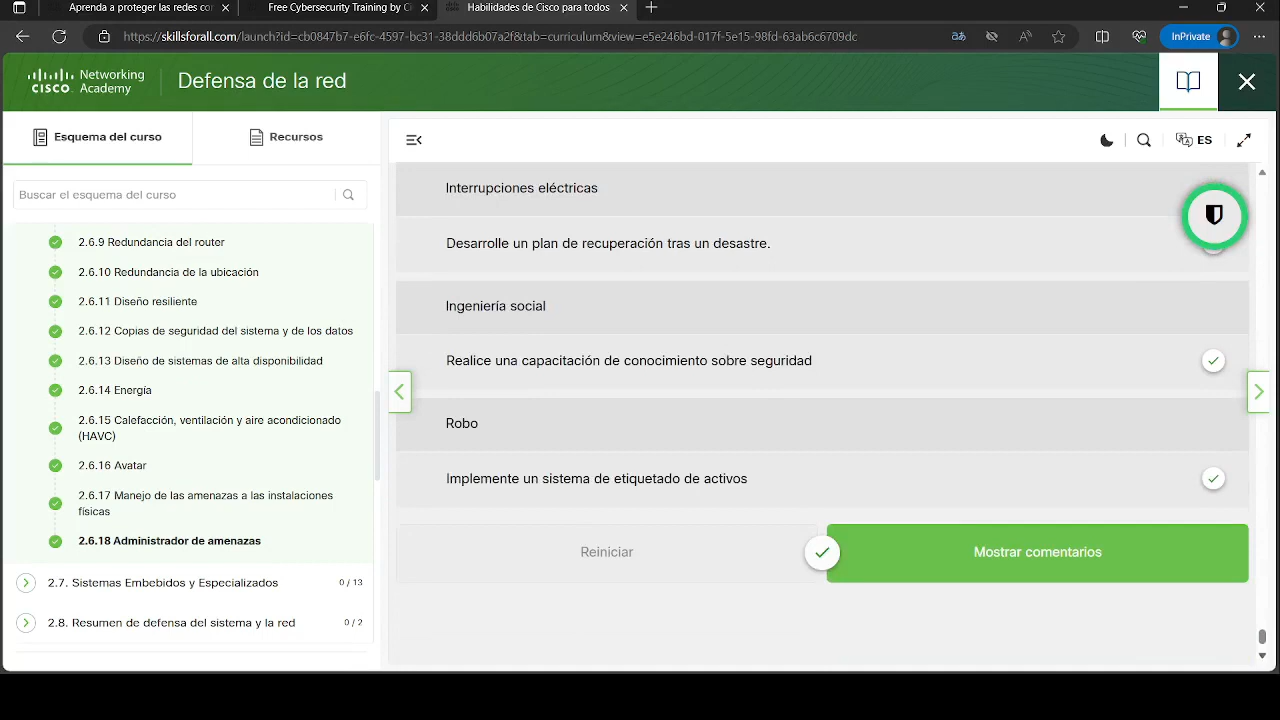 Aprenda a proteger las redes cor
Free Cybersecurity Training by Ci
Habilidades de Cisco para todos
https://skillsforall.com/launch?id=cb0847b7-e6fc-4597-bc31-38ddd6b07a2f&tab=curriculum&view=e5e246bd-017f-5e15-98fd-63ab6c6709dc
InPrivate
cisco Networking Academy
Defensa de la red
Esquema del curso
Recursos
ES
Buscar el esquema del curso
2.6.9 Redundancia del router
2.6.10 Redundancia de la ubicación
2.6.11 Diseño resiliente
2.6.12 Copias de seguridad del sistema y de los datos
2.6.13 Diseño de sistemas de alta disponibilidad
2.6.14 Energía
2.6.15 Calefacción, ventilación y aire acondicionado
(HAVC)
2.6.16 Avatar
2.6.17 Manejo de las amenazas a las instalaciones
físicas
2.6.18 Administrador de amenazas
2.7. Sistemas Embebidos y Especializados 0 / 13
2.8. Resumen de defensa del sistema y la red 0 / 2
Interrupciones eléctricas
Desarrolle un plan de recuperación tras un desastre.
Ingeniería social
Realice una capacitación de conocimiento sobre seguridad
Robo
Implemente un sistema de etiquetado de activos
Reiniciar
Mostrar comentarios